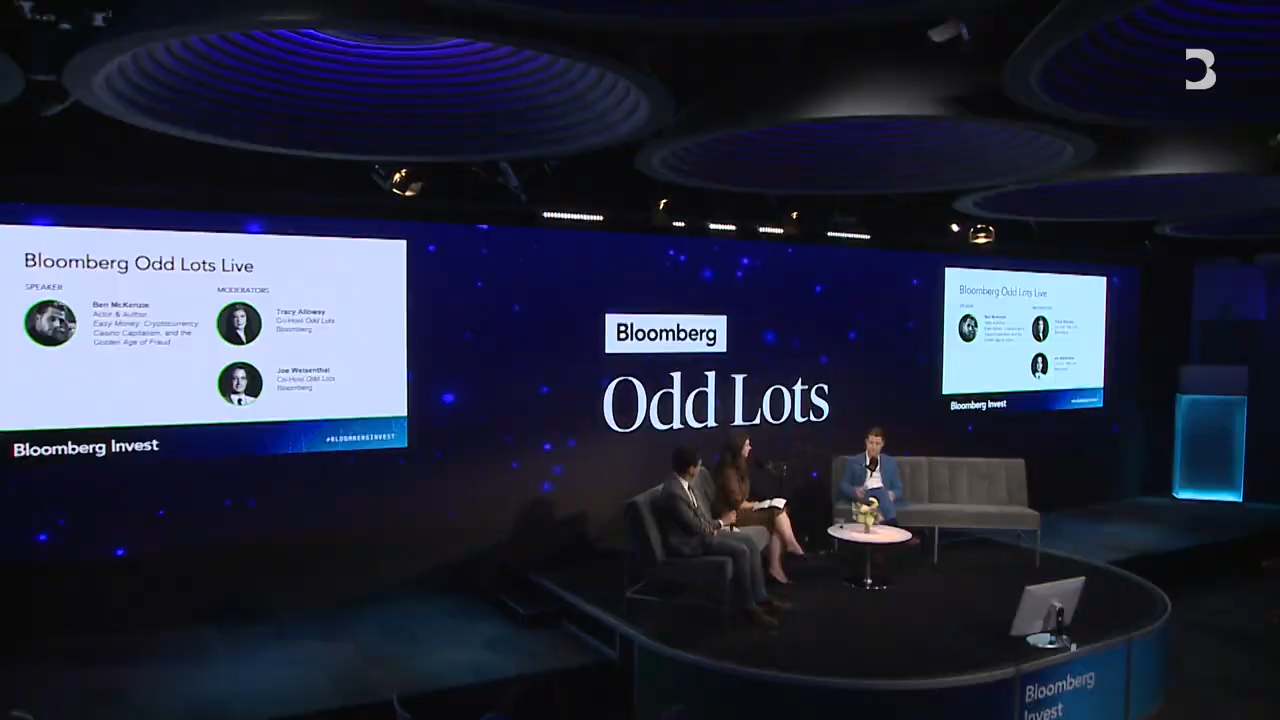 Bloomberg Odd Lots Live
SPEAKER
Ben McKenzie
Actor & Author
Easy Money: Cryptocurrency,
Casino Capitalism, and the
Golden Age of Fraud
MODERATORS
Tracy Alloway
Co-Host Odd Lots
Bloomberg
Joe Weisenthal
Co-Host Odd Lots
Bloomberg
Bloomberg Invest
#BLOOMBERGINVEST
Bloomberg
Odd Lots
Bloomberg Odd Lots Live
Bloomberg Invest
Bloomberg
Invest